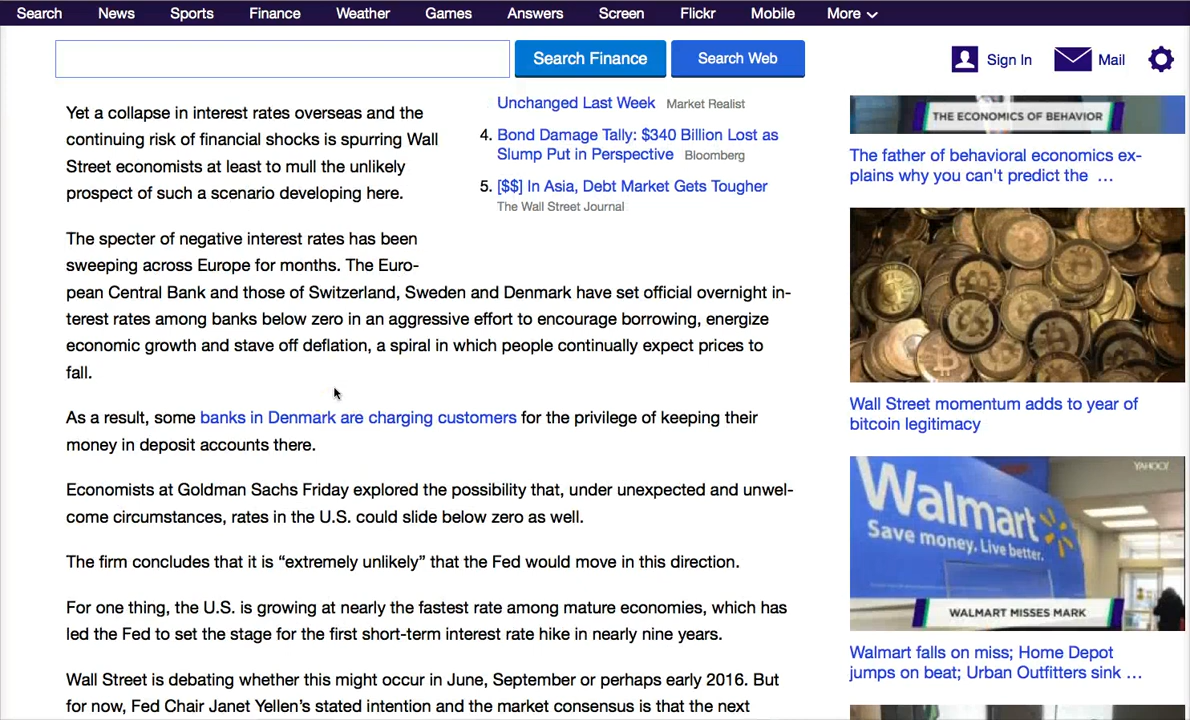 Search News Sports Finance Weather Games Answers Screen Flickr Mobile More
Search Finance
Search Web
Sign In
Mail
Yet a collapse in interest rates overseas and the
continuing risk of financial shocks is spurring Wall
Street economists at least to mull the unlikely
prospect of such a scenario developing here.
The specter of negative interest rates has been
sweeping across Europe for months. The Euro-
pean Central Bank and those of Switzerland, Sweden and Denmark have set official overnight in-
terest rates among banks below zero in an aggressive effort to encourage borrowing, energize
economic growth and stave off deflation, a spiral in which people continually expect prices to
fall.
As a result, some banks in Denmark are charging customers for the privilege of keeping their
money in deposit accounts there.
Economists at Goldman Sachs Friday explored the possibility that, under unexpected and unwel-
come circumstances, rates in the U.S. could slide below zero as well.
The firm concludes that it is “extremely unlikely” that the Fed would move in this direction.
For one thing, the U.S. is growing at nearly the fastest rate among mature economies, which has
led the Fed to set the stage for the first short-term interest rate hike in nearly nine years.
Wall Street is debating whether this might occur in June, September or perhaps early 2016. But
for now, Fed Chair Janet Yellen’s stated intention and the market consensus is that the next
Unchanged Last Week Market Realist
4. Bond Damage Tally: $340 Billion Lost as
Slump Put in Perspective Bloomberg
5. [$$] In Asia, Debt Market Gets Tougher
The Wall Street Journal
THE ECONOMICS OF BEHAVIOR
The father of behavioral economics ex-
plains why you can't predict the ...
Wall Street momentum adds to year of
bitcoin legitimacy
YAHOO!
Walmart
Save money. Live better.
WALMART MISSES MARK
Walmart falls on miss; Home Depot
jumps on beat; Urban Outfitters sink ...